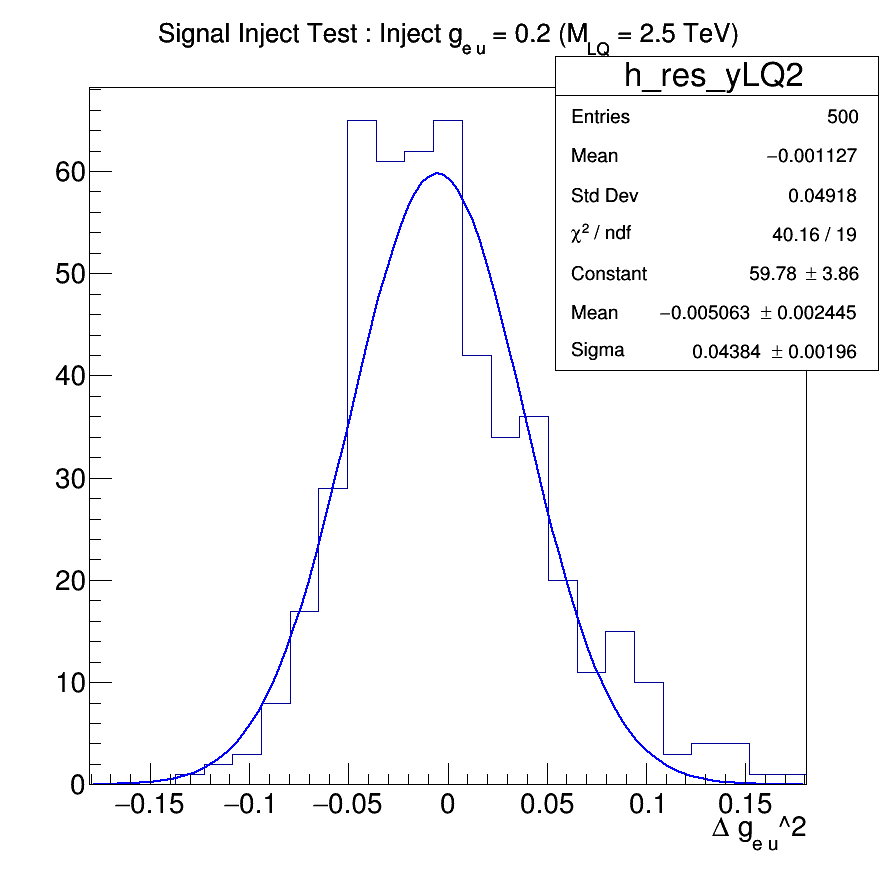 Signal Inject Test : Inject g_{e u} = 0.2 (M_{LQ} = 2.5 TeV)
h_res_yLQ2
Entries 500
Mean −0.001127
Std Dev 0.04918
χ² / ndf 40.16 / 19
Constant 59.78 ± 3.86
Mean −0.005063 ± 0.002445
Sigma 0.04384 ± 0.00196
60
50
40
30
20
10
0
−0.15 −0.1 −0.05 0 0.05 0.1 0.15
Δ g_{e u}^2